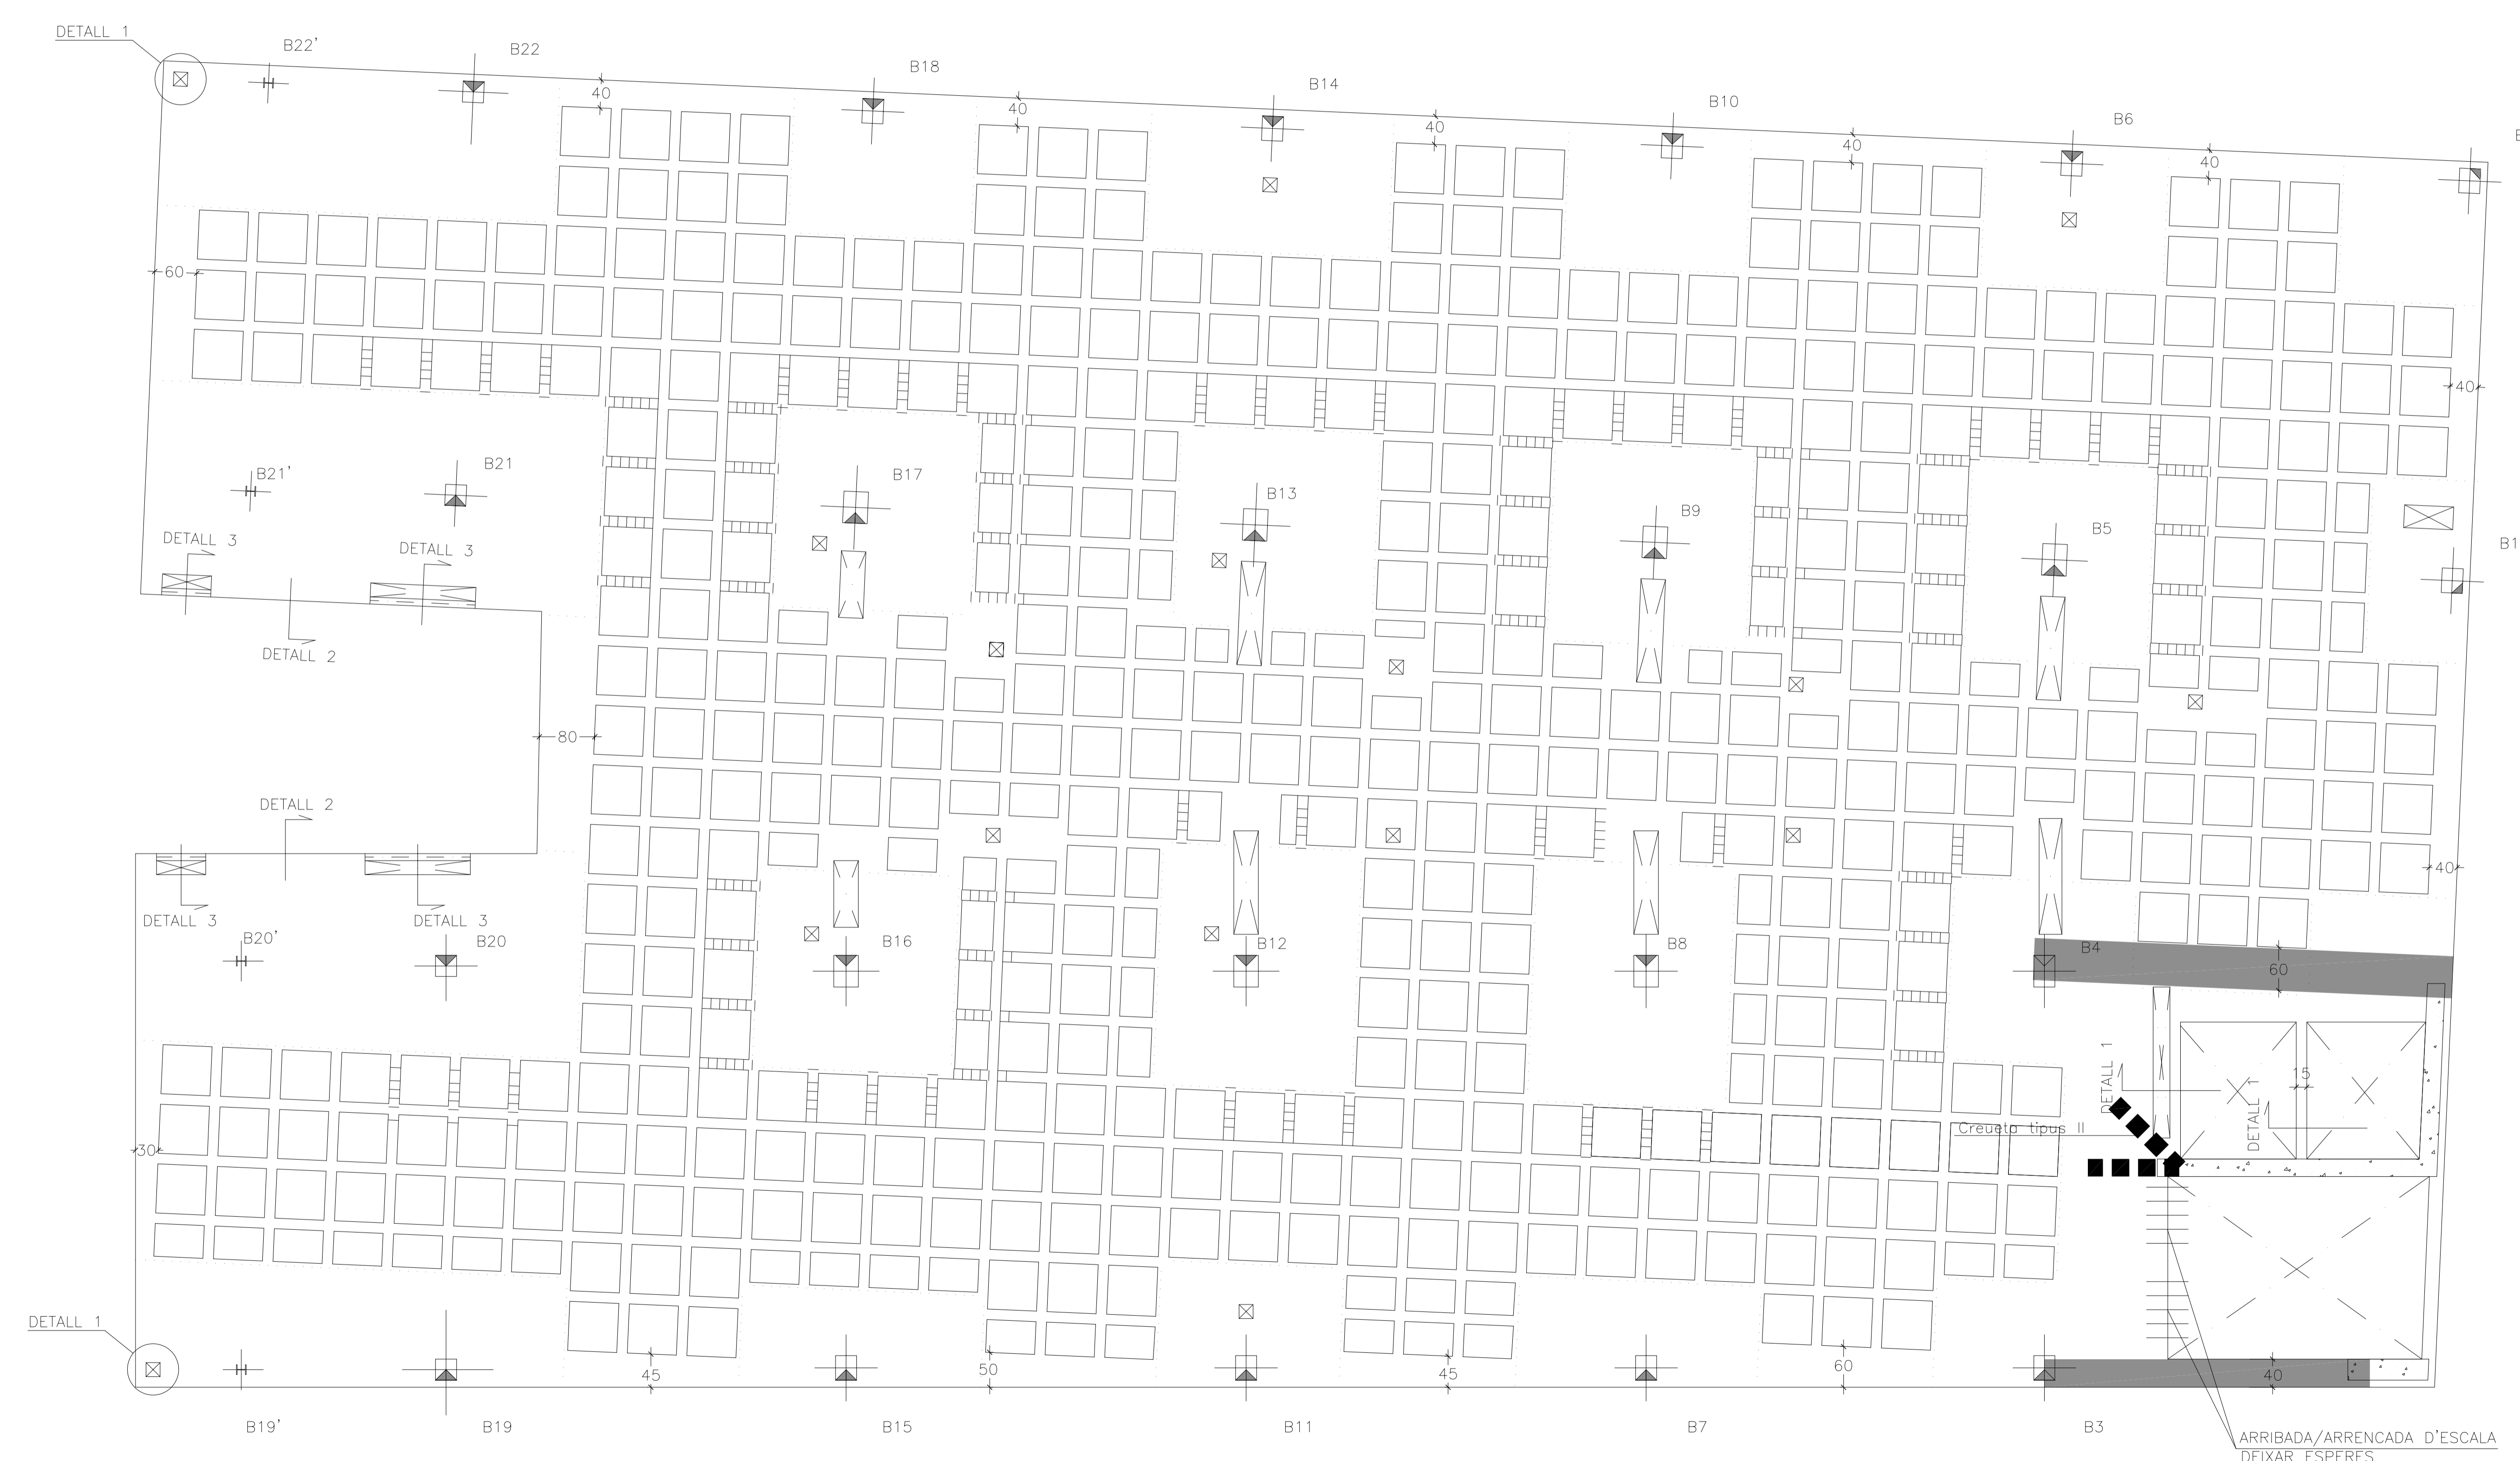 DETALL 1
B22'
B22
B18
B14
B10
B6
40
40
40
40
40
60
40
B21'
B21
B17
B13
B9
B5
B1
DETALL 3
DETALL 3
DETALL 2
80
DETALL 2
40
DETALL 3
DETALL 3
B20'
B20
B16
B12
B8
B4
60
DETALL 1
15
DETALL 1
Creueta tipus II
30
DETALL 1
45
50
45
60
40
B19'
B19
B15
B11
B7
B3
ARRIBADA/ARRENCADA D'ESCALA
DEIXAR ESPERES